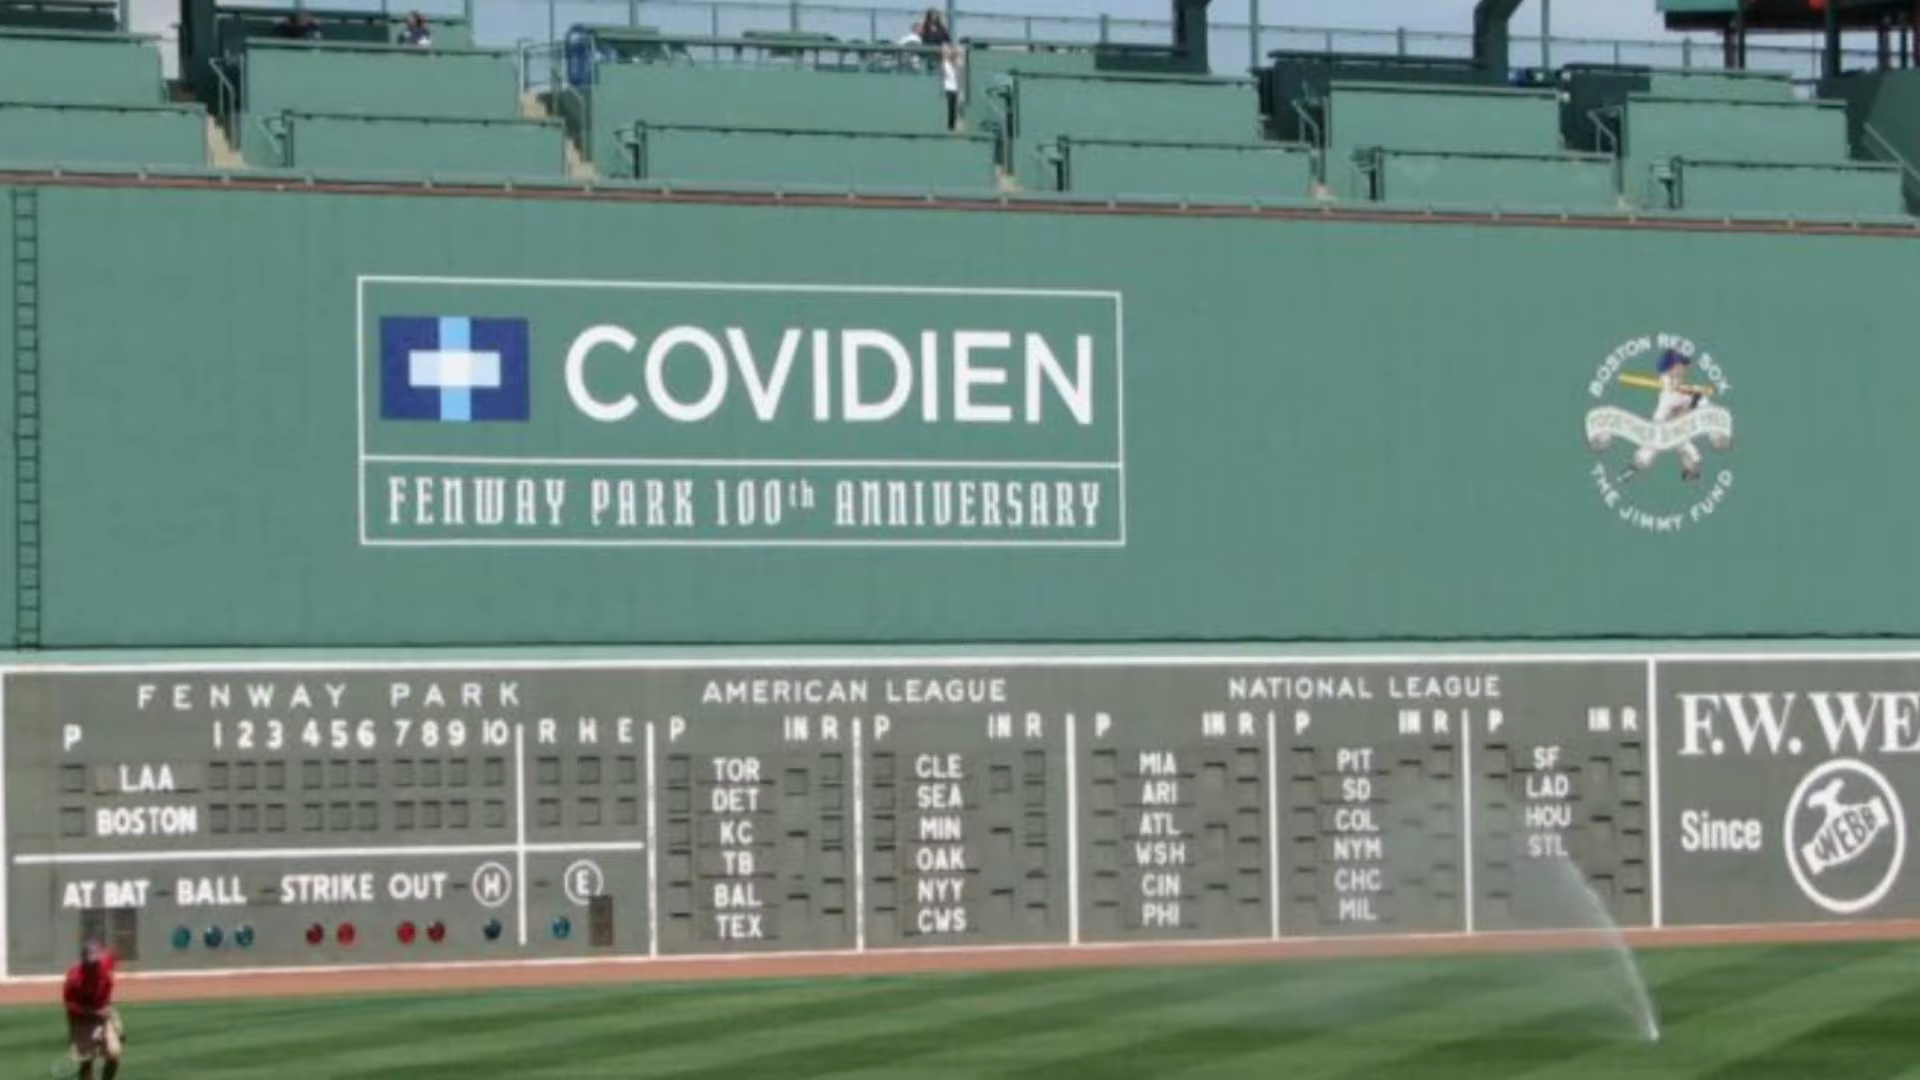 COVIDIEN
FENWAY PARK 100th ANNIVERSARY
BOSTON RED SOX
TOGETHER SINCE 1953
THE JIMMY FUND
FENWAY PARK
P 1 2 3 4 5 6 7 8 9 10 R H E
LAA
BOSTON
AT BAT BALL STRIKE OUT H E
AMERICAN LEAGUE
P IN R P IN R
TOR CLE
DET SEA
KC MIN
TB OAK
BAL NYY
TEX CWS
NATIONAL LEAGUE
P IN R P IN R P IN R
MIA PIT SF
ARI SD LAD
ATL COL HOU
WSH NYM STL
CIN CHC
PHI MIL
F.W. WE
Since
WEBB